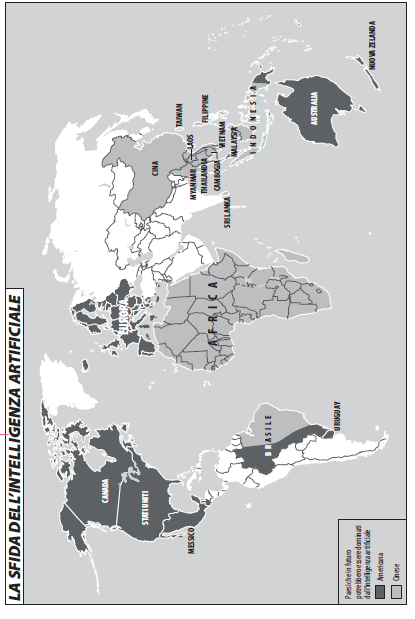 LA SFIDA DELL'INTELLIGENZA ARTIFICIALE
CANADA
STATI UNITI
MESSICO
BRASILE
URUGUAY
EUROPA
AFRICA
CINA
TAIWAN
FILIPPINE
LAOS
MYANMAR
THAILANDIA
CAMBOGIA
VIETNAM
MALAYSIA
SRI LANKA
INDONESIA
AUSTRALIA
NUOVA ZELANDA
Paesi che in futuro
potrebbero essere dominati
dall'intelligenza artificiale
Americana
Cinese